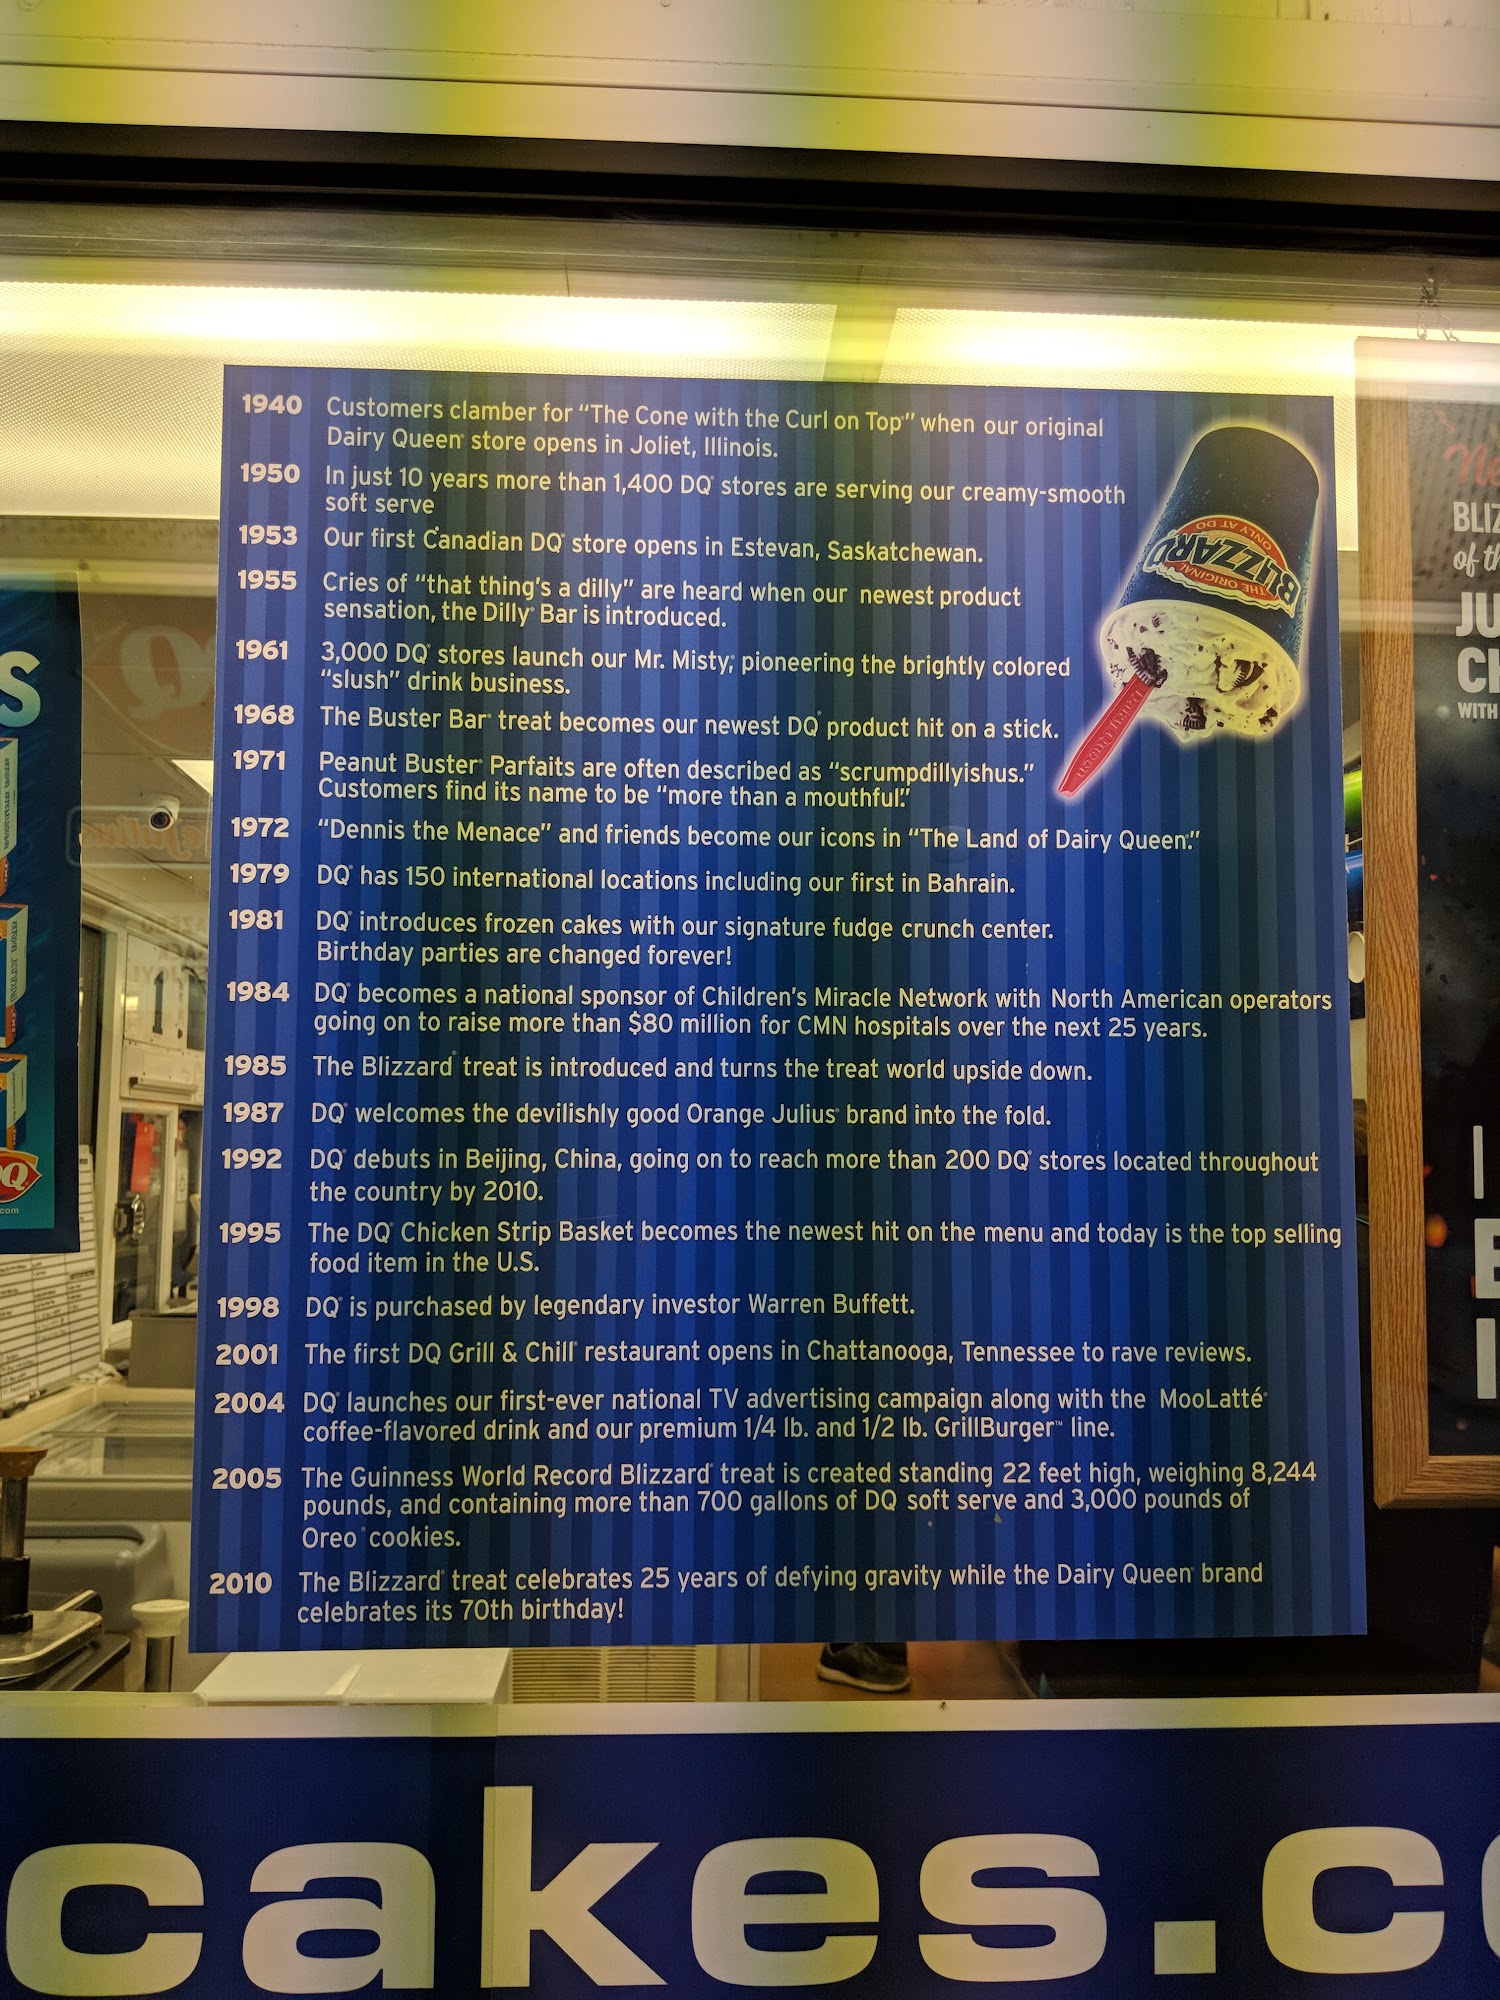 1940 Customers clamber for “The Cone with the Curl on Top” when our original
Dairy Queen® store opens in Joliet, Illinois.
1950 In just 10 years more than 1,400 DQ® stores are serving our creamy-smooth
soft serve
1953 Our first Canadian DQ® store opens in Estevan, Saskatchewan.
1955 Cries of “that thing’s a dilly” are heard when our newest product
sensation, the Dilly® Bar is introduced.
1961 3,000 DQ® stores launch our Mr. Misty®, pioneering the brightly colored
“slush” drink business.
1968 The Buster Bar® treat becomes our newest DQ® product hit on a stick.
1971 Peanut Buster® Parfaits are often described as “scrumpdillyishus.”
Customers find its name to be “more than a mouthful”.
1972 “Dennis the Menace” and friends become our icons in “The Land of Dairy Queen®.”
1979 DQ® has 150 international locations including our first in Bahrain.
1981 DQ® introduces frozen cakes with our signature fudge crunch center.
Birthday parties are changed forever!
1984 DQ® becomes a national sponsor of Children’s Miracle Network with North American operators
going on to raise more than $80 million for CMN hospitals over the next 25 years.
1985 The Blizzard® treat is introduced and turns the treat world upside down.
1987 DQ® welcomes the devilishly good Orange Julius® brand into the fold.
1992 DQ® debuts in Beijing, China, going on to reach more than 200 DQ® stores located throughout
the country by 2010.
1995 The DQ® Chicken Strip Basket becomes the newest hit on the menu and today is the top selling
food item in the U.S.
1998 DQ® is purchased by legendary investor Warren Buffett.
2001 The first DQ Grill & Chill® restaurant opens in Chattanooga, Tennessee to rave reviews.
2004 DQ® launches our first-ever national TV advertising campaign along with the MooLatté®
coffee-flavored drink and our premium 1/4 lb. and 1/2 lb. GrillBurger™ line.
2005 The Guinness World Record Blizzard® treat is created standing 22 feet high, weighing 8,244
pounds, and containing more than 700 gallons of DQ® soft serve and 3,000 pounds of
Oreo® cookies.
2010 The Blizzard® treat celebrates 25 years of defying gravity while the Dairy Queen® brand
celebrates its 70th birthday!
ONLY AT DQ
BLIZZARD
THE ORIGINAL
Dairy Queen
S
DQ
.com
Ne
BLIZ
of th
JU
CH
WITH
cakes.c